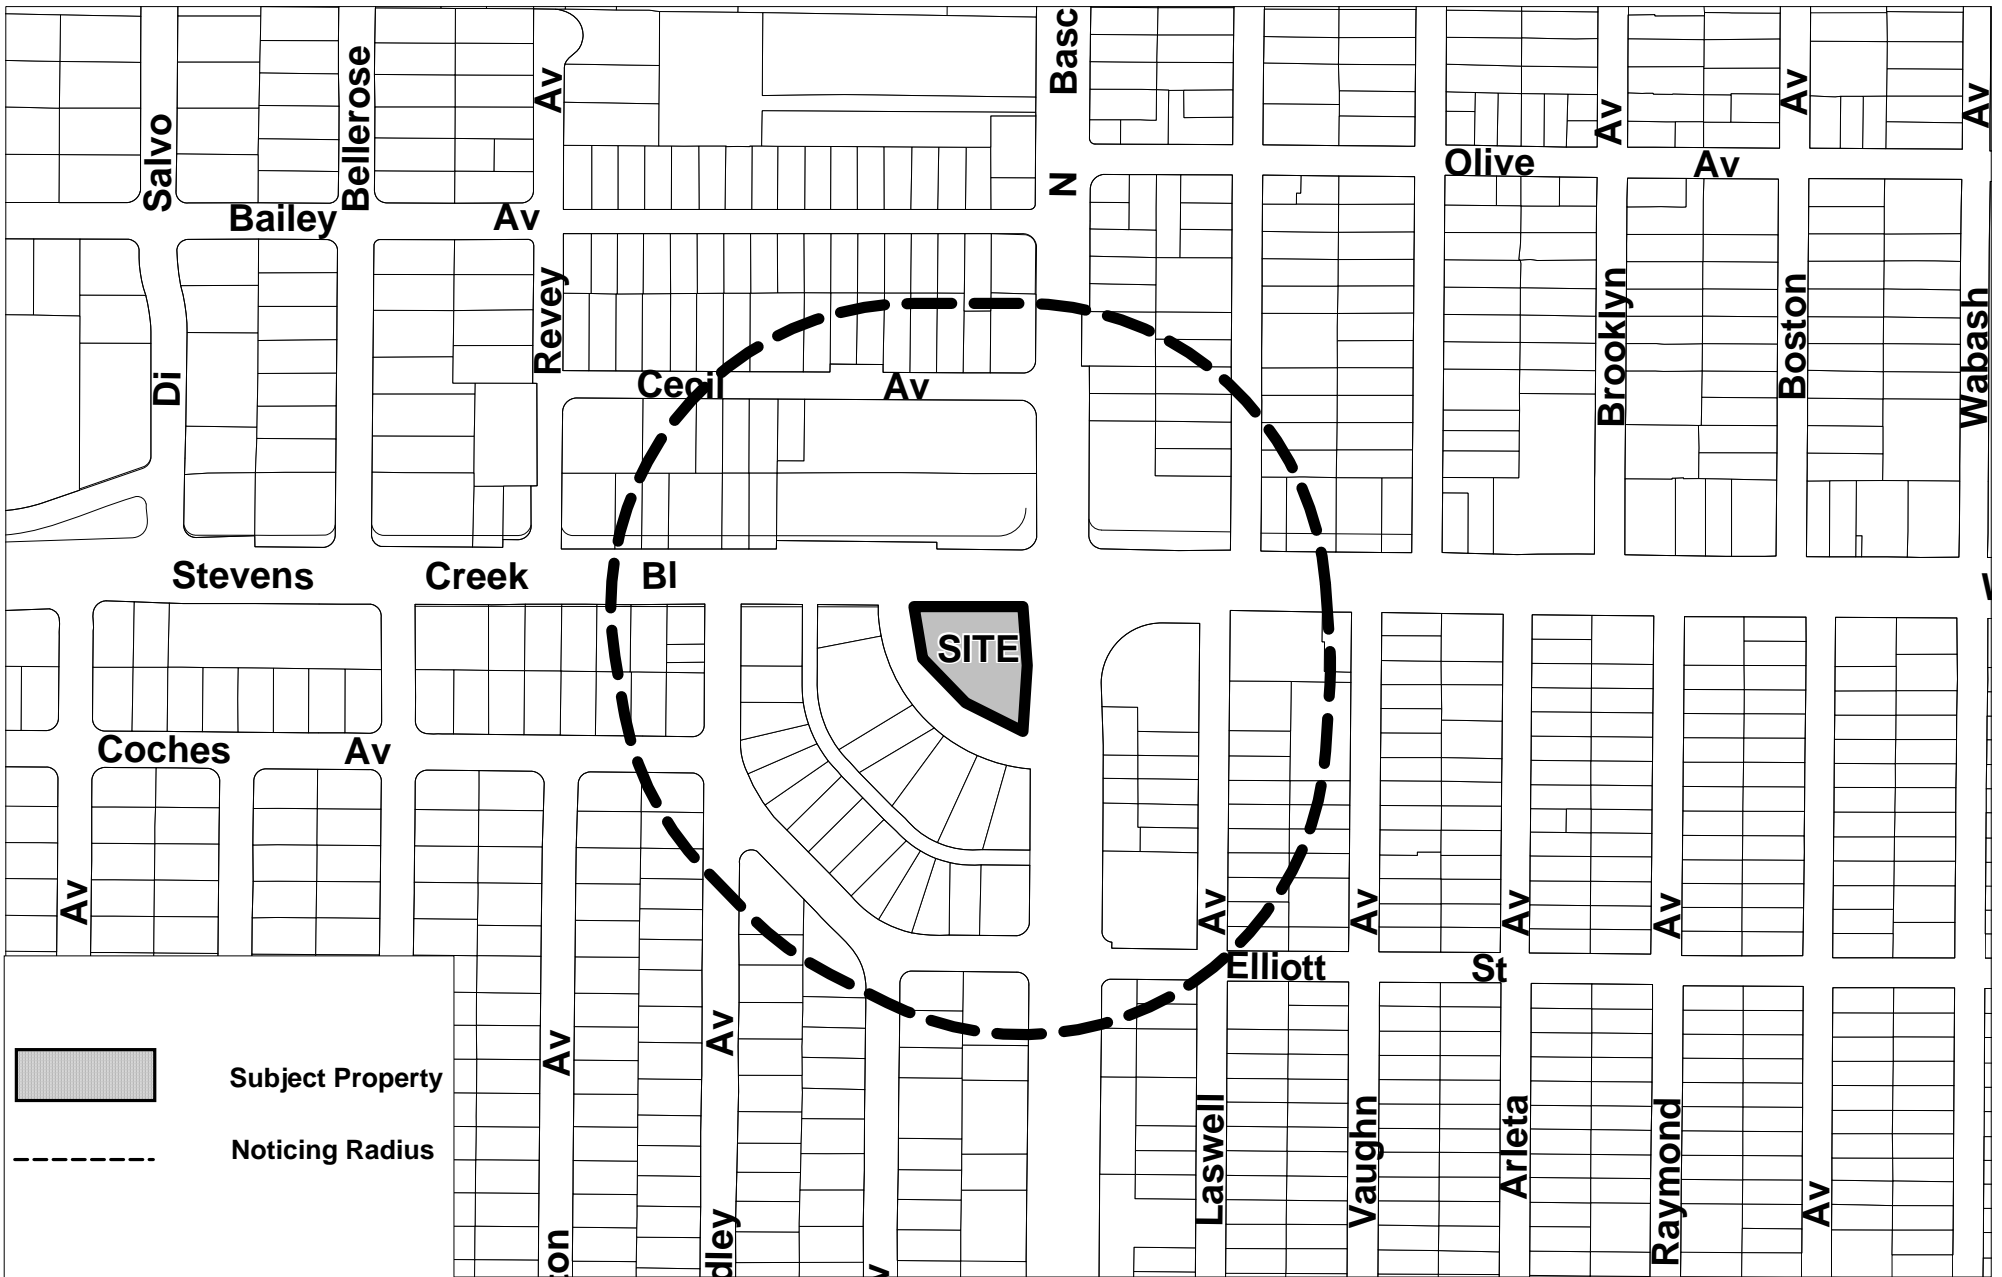 Salvo
Di
Bellerose
Av
Bailey Av
Revey
N Basc
Olive Av
Av
Av
Av
Brooklyn
Boston
Wabash
Cecil Av
Stevens Creek Bl
SITE
Coches Av
Av
Av
Av
Av
Av
Av
Av
Elliott St
Laswell
Vaughn
Arleta
Raymond
Av
Subject Property
Noticing Radius
ton
dley